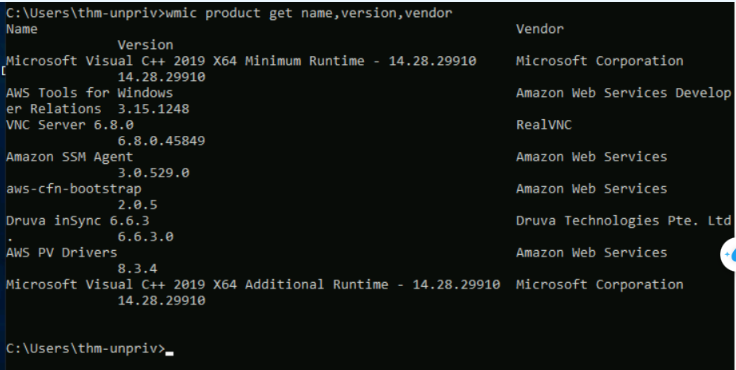 C:\Users\thm-unpriv>wmic product get name,version,vendor
Name Vendor
Version
Microsoft Visual C++ 2019 X64 Minimum Runtime - 14.28.29910 Microsoft Corporation
14.28.29910
AWS Tools for Windows Amazon Web Services Develop
er Relations 3.15.1248
VNC Server 6.8.0 RealVNC
6.8.0.45849
Amazon SSM Agent Amazon Web Services
3.0.529.0
aws-cfn-bootstrap Amazon Web Services
2.0.5
Druva inSync 6.6.3 Druva Technologies Pte. Ltd
. 6.6.3.0
AWS PV Drivers Amazon Web Services
8.3.4
Microsoft Visual C++ 2019 X64 Additional Runtime - 14.28.29910 Microsoft Corporation
14.28.29910
C:\Users\thm-unpriv>